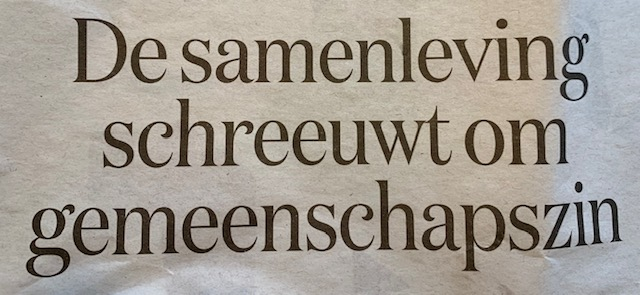 De samenleving
schreeuwt om
gemeenschapszin